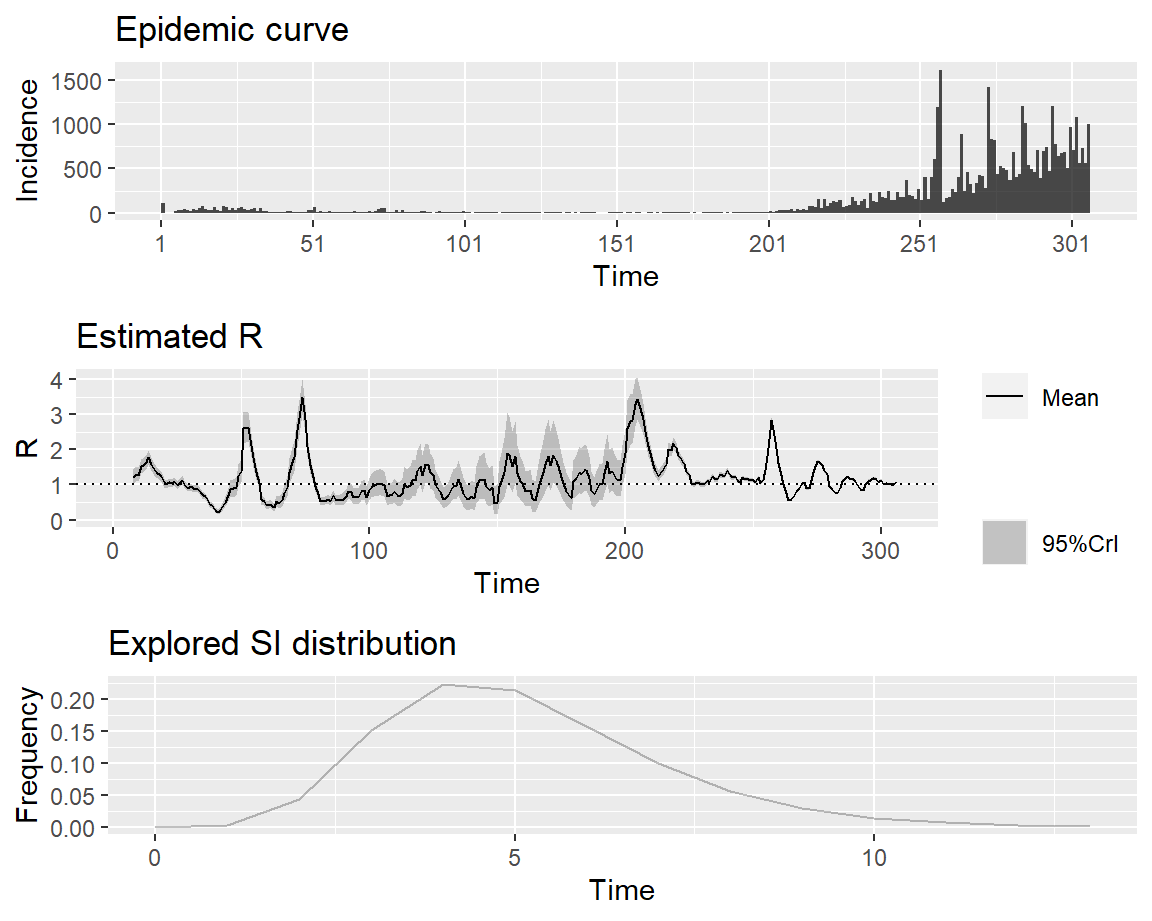 Epidemic curve
Incidence
1500
1000
500
0
1 51 101 151 201 251 301
Time
Estimated R
R
4
3
2
1
0
0 100 200 300
Time
Mean
95%CrI
Explored SI distribution
Frequency
0.20
0.15
0.10
0.05
0.00
0 5 10
Time